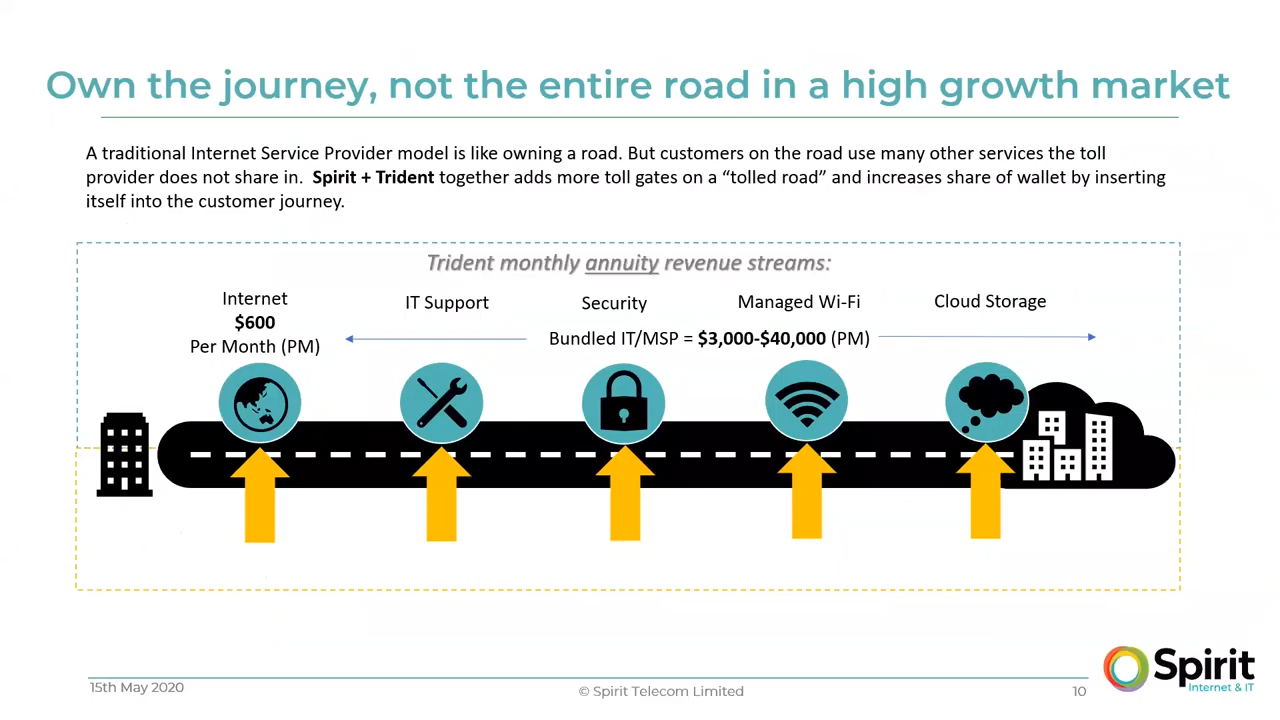 Own the journey, not the entire road in a high growth market
A traditional Internet Service Provider model is like owning a road. But customers on the road use many other services the toll
provider does not share in. Spirit + Trident together adds more toll gates on a “tolled road” and increases share of wallet by inserting
itself into the customer journey.
Trident monthly annuity revenue streams:
Internet
$600
Per Month (PM)
IT Support
Security
Managed Wi-Fi
Cloud Storage
Bundled IT/MSP = $3,000-$40,000 (PM)
15th May 2020
© Spirit Telecom Limited
10
Spirit
Internet & IT